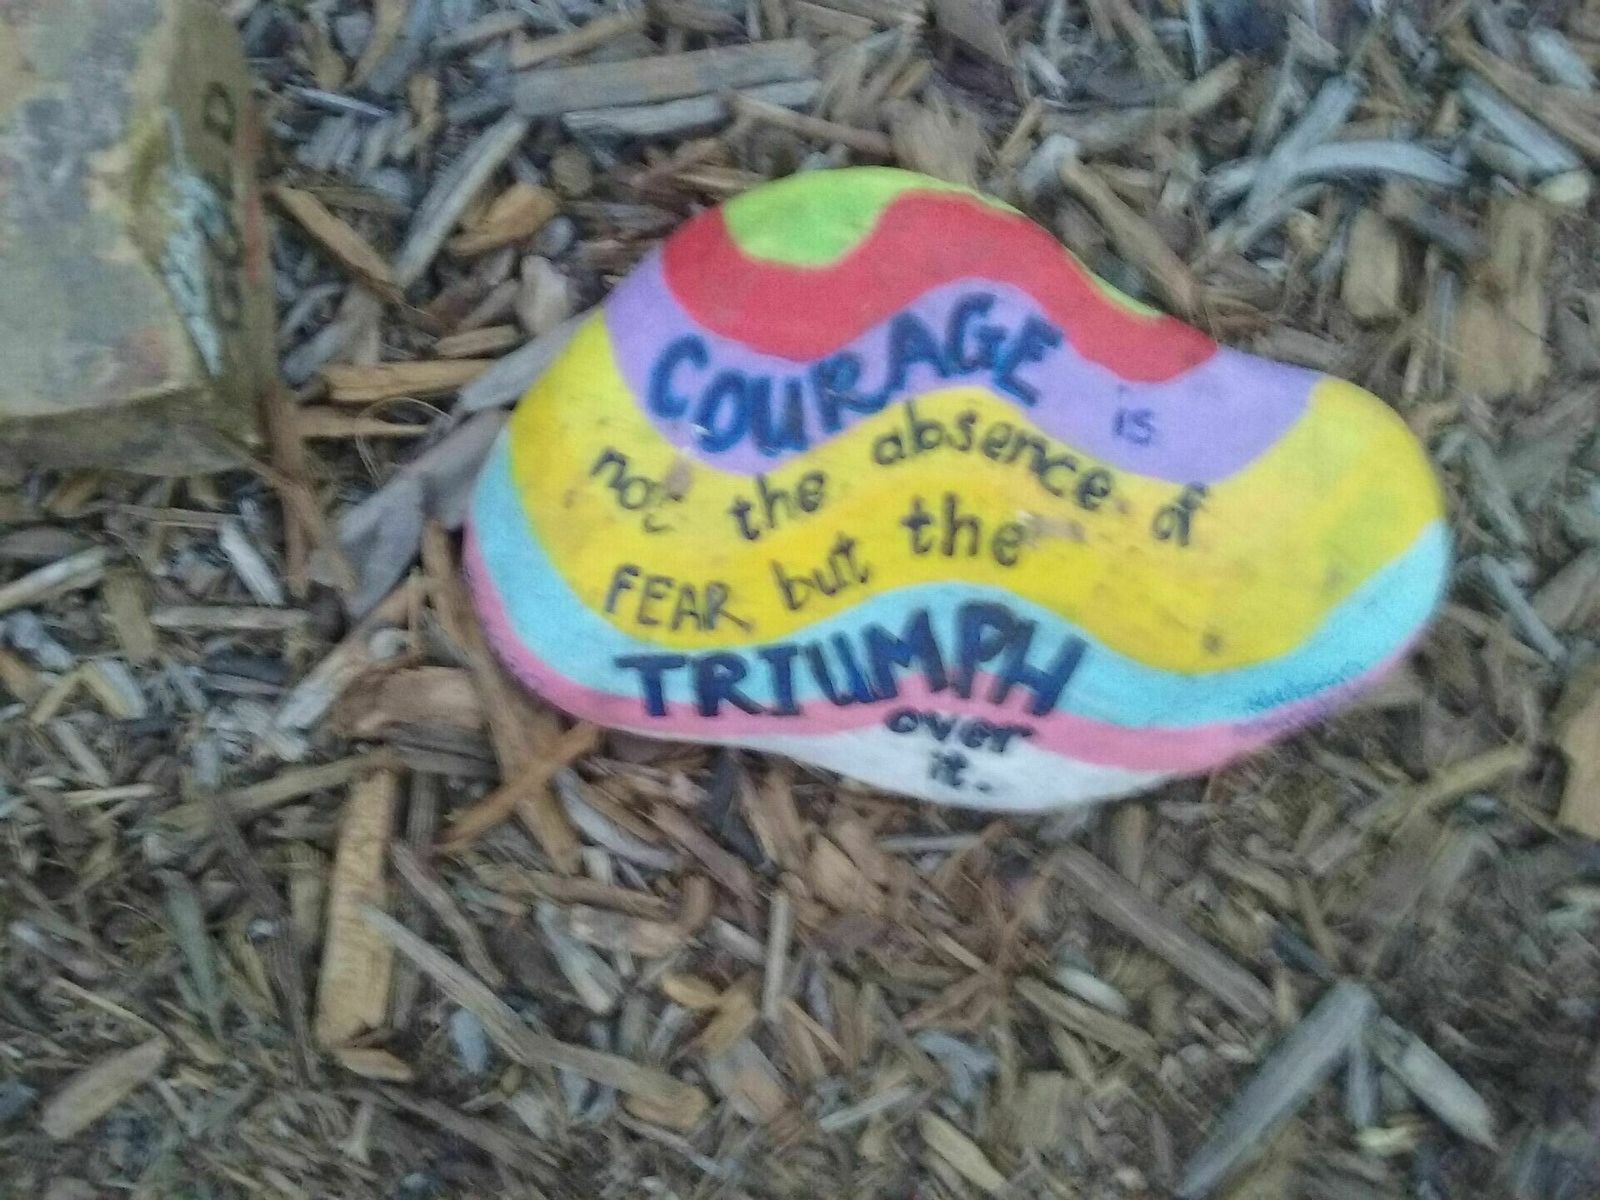 COURAGE is
not the absence of
FEAR, but the
TRIUMPH
over
it.